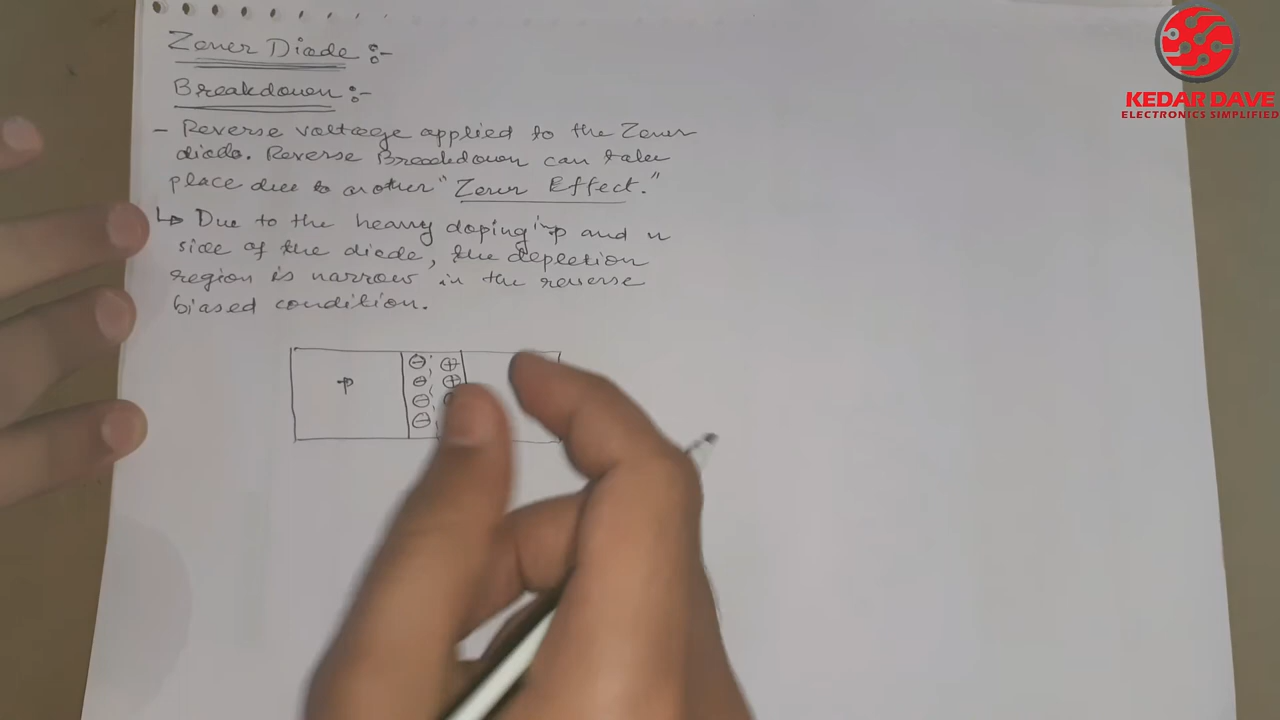 Zener Diode :-
Breakdown :-
- Reverse voltage applied to the Zener
diode. Reverse Breakdown can take
place due to another "Zener Effect."
↳ Due to the heavy doping in p and n
side of the diode, the depletion
region is narrow in the reverse
biased condition.
p
KEDAR DAVE
ELECTRONICS SIMPLIFIED